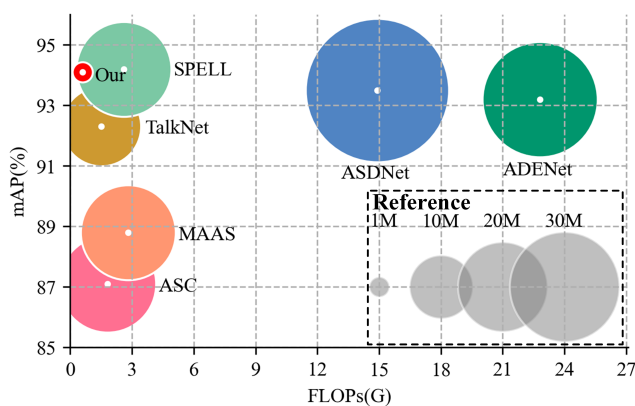 95
93
91
89
87
85
mAP(%)
Our
SPELL
TalkNet
MAAS
ASC
ASDNet
ADENet
Reference
1M 10M 20M 30M
0 3 6 9 12 15 18 21 24 27
FLOPs(G)